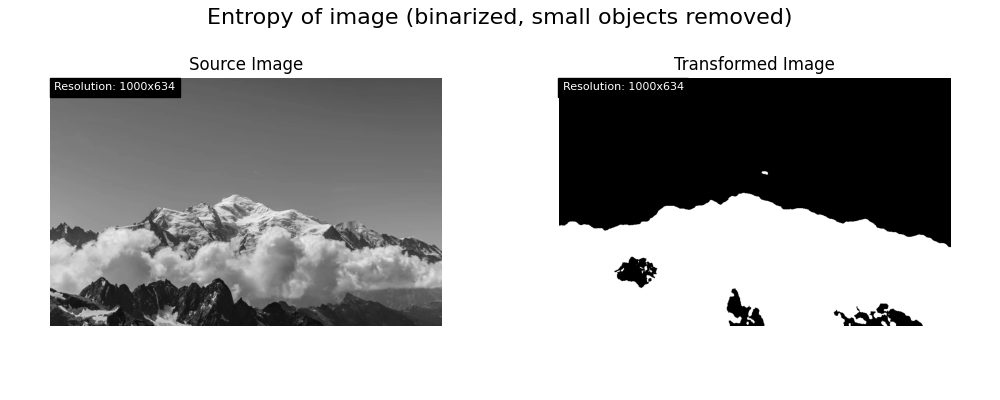 Entropy of image (binarized, small objects removed)
Source Image
Transformed Image
Resolution: 1000x634
Resolution: 1000x634